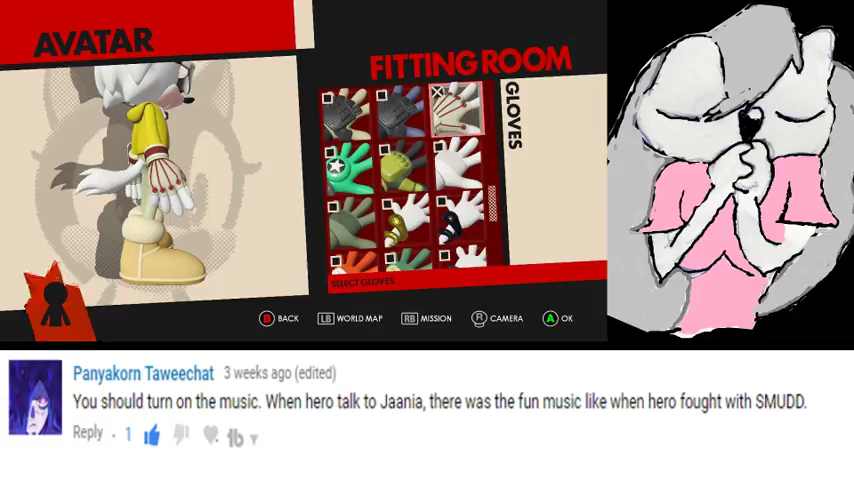 AVATAR
FITTING ROOM
GLOVES
SELECT GLOVES.
B BACK
LB WORLD MAP
RB MISSION
R CAMERA
A OK
Panyakorn Taweechat 3 weeks ago (edited)
You should turn on the music. When hero talk to Jaania, there was the fun music like when hero fought with SMUDD.
Reply · 1